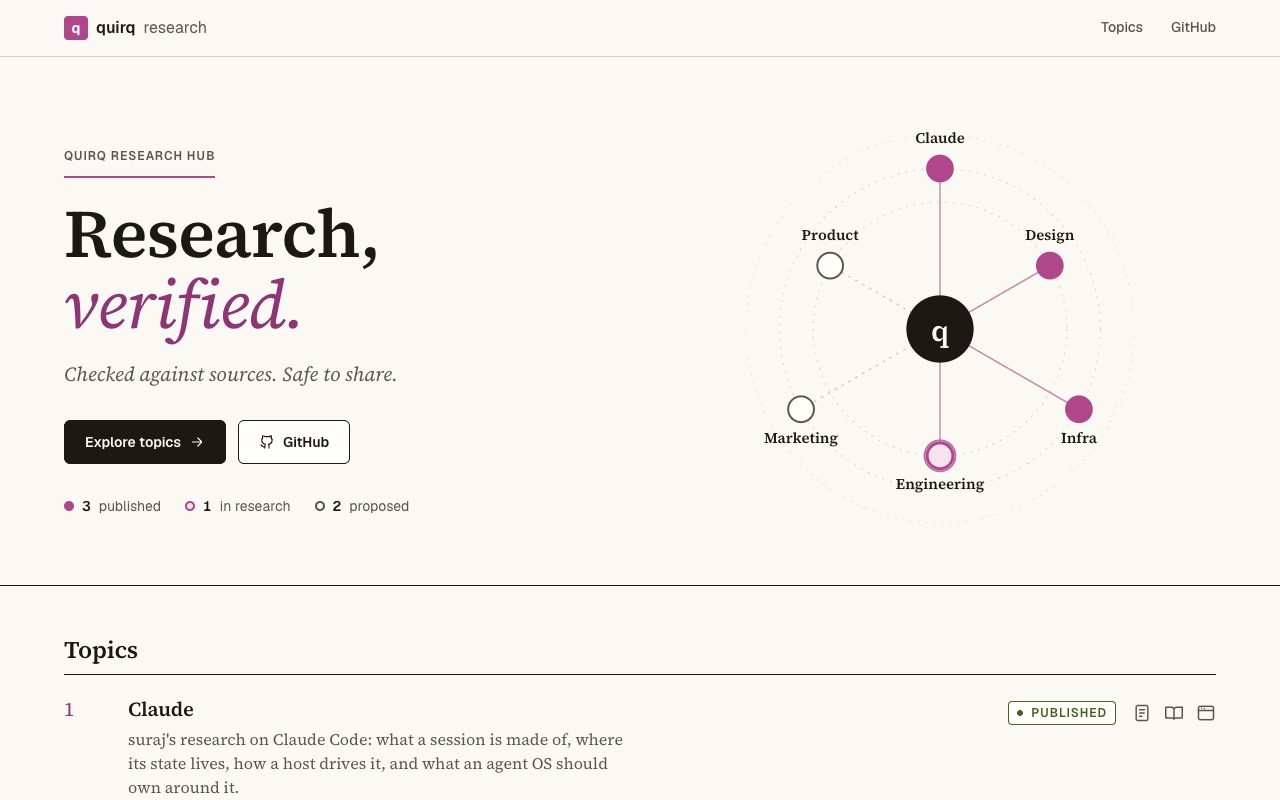 q quirq research
Topics GitHub
QUIRQ RESEARCH HUB
Research,
verified.
Checked against sources. Safe to share.
Explore topics → GitHub
3 published 1 in research 2 proposed
Claude
Product Design
q
Marketing Infra
Engineering
Topics
1 Claude PUBLISHED
suraj's research on Claude Code: what a session is made of, where
its state lives, how a host drives it, and what an agent OS should
own around it.